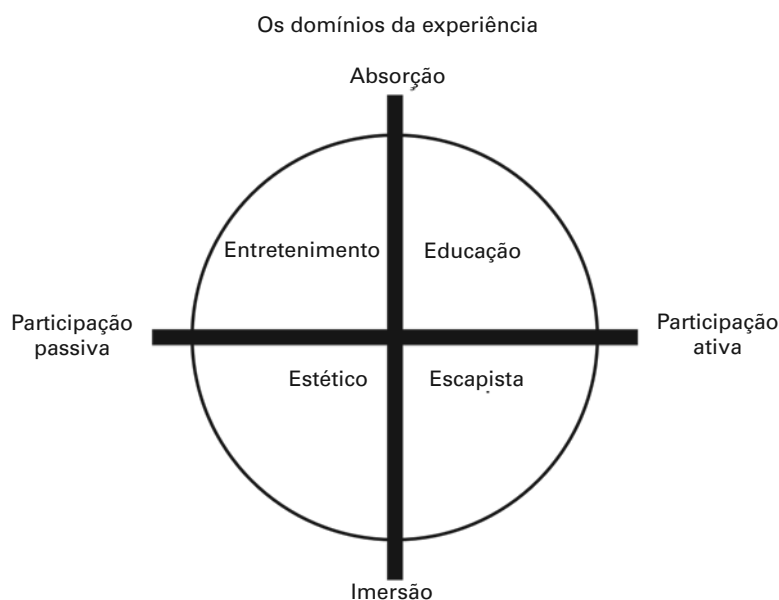 Os domínios da experiência
Absorção
Entretenimento
Educação
Participação
passiva
Participação
ativa
Estético
Escapista
Imersão